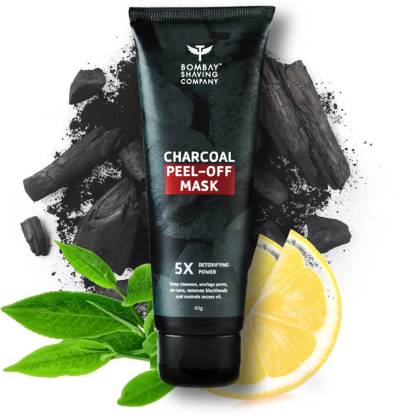 BOMBAY
SHAVING
COMPANY
CHARCOAL
PEEL-OFF
MASK
5X DETOXIFYING
POWER
Deep cleanses, unclogs pores,
de-tans, removes blackheads
and controls excess oil.
60g